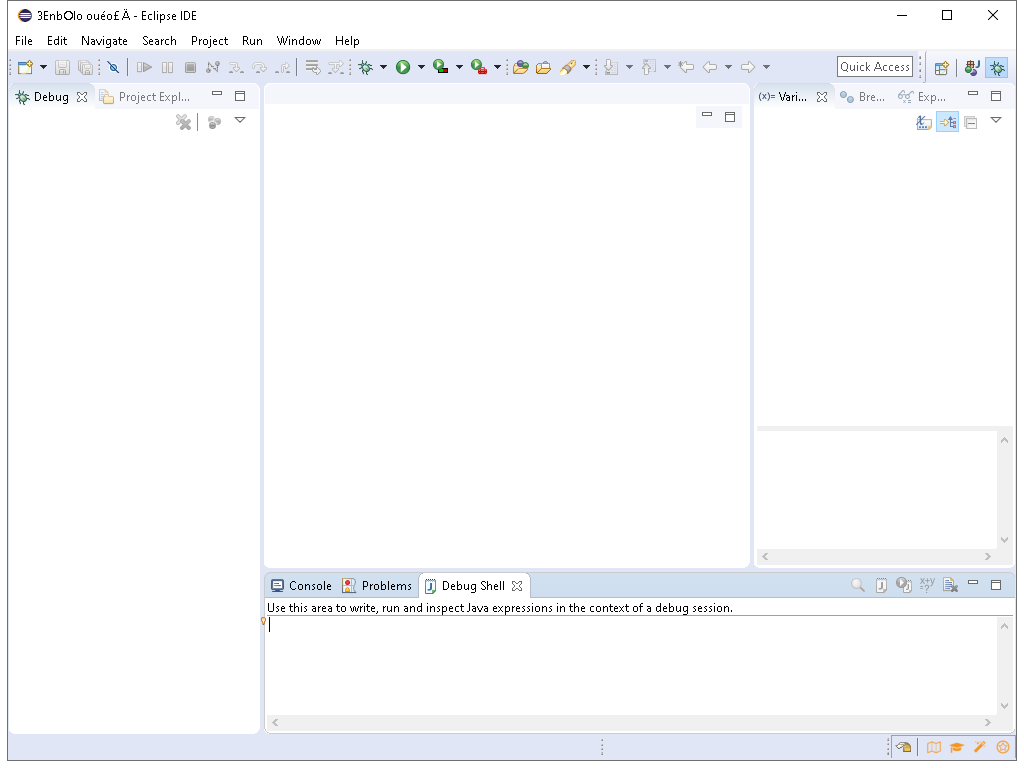 3EnbOlo ouéo£ Ä - Eclipse IDE
File Edit Navigate Search Project Run Window Help
Quick Access
Debug Project Expl...
(x)= Vari... Bre... Exp...
Console Problems Debug Shell
Use this area to write, run and inspect Java expressions in the context of a debug session.